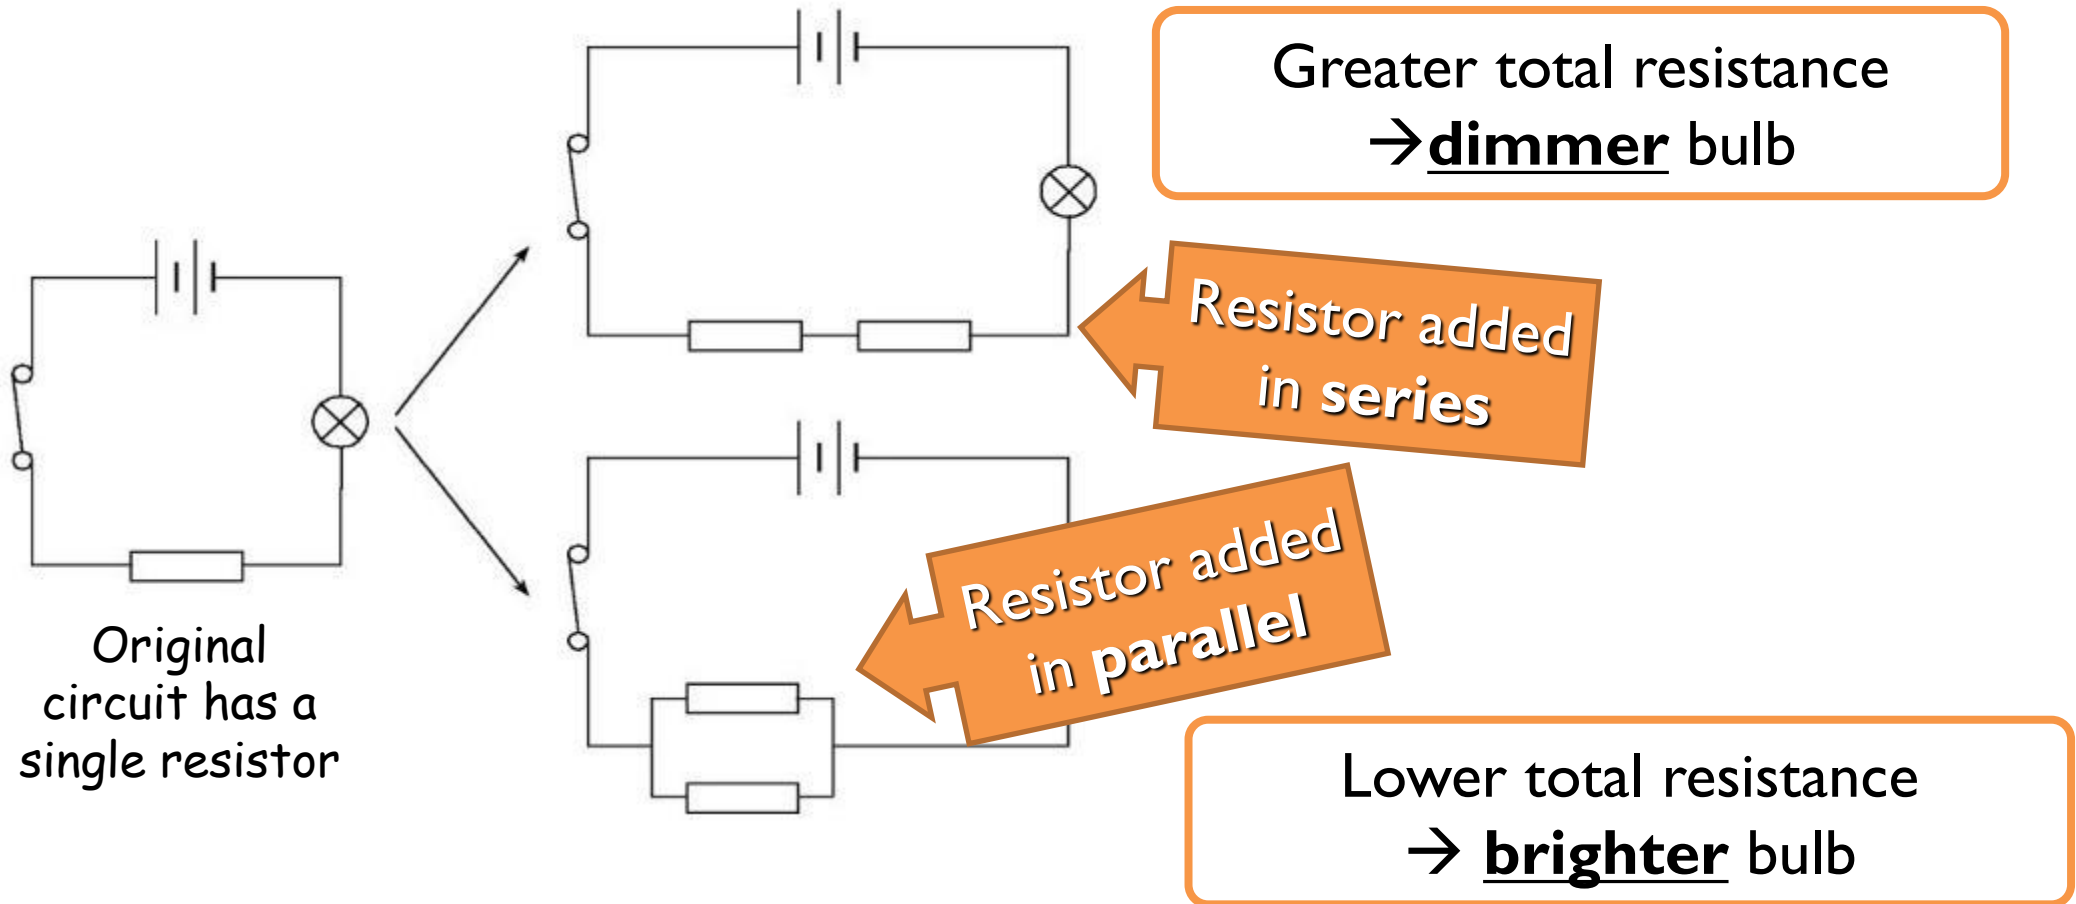 Greater total resistance
→dimmer bulb
Resistor added
in series
Resistor added
in parallel
Original
circuit has a
single resistor
Lower total resistance
→ brighter bulb